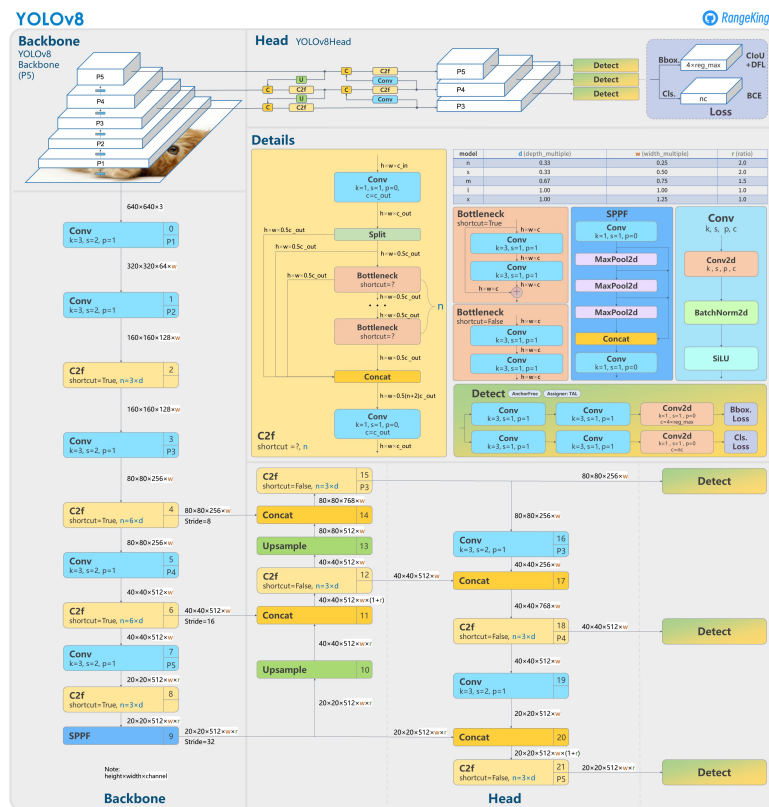 YOLOv8
RangeKing
Backbone
YOLOv8
Backbone
(P5)
P5
P4
P3
P2
P1
Head YOLOv8Head
C
U
C2f
C
C2f
Conv
C
U
C2f
C
C2f
Conv
C
C2f
P5
P4
P3
Detect
Detect
Detect
Bbox.
4×reg_max
CIoU
+DFL
Cls.
nc
BCE
Loss
640×640×3
Conv 0
k=3, s=2, p=1 P1
320×320×64×w
Conv 1
k=3, s=2, p=1 P2
160×160×128×w
C2f 2
shortcut=True, n=3×d
160×160×128×w
Conv 3
k=3, s=2, p=1 P3
80×80×256×w
C2f 4
shortcut=True, n=6×d
80×80×256×w
Stride=8
80×80×256×w
Conv 5
k=3, s=2, p=1 P4
40×40×512×w
C2f 6
shortcut=True, n=6×d
40×40×512×w
Stride=16
40×40×512×w
Conv 7
k=3, s=2, p=1 P5
20×20×512×w×r
C2f 8
shortcut=True, n=3×d
20×20×512×w×r
SPPF 9
20×20×512×w×r
Stride=32
Note:
height×width×channel
Backbone
Details
h=w×c_in
Conv
k=1, s=1, p=0,
c=c_out
h=w×c_out
Split
h=w×0.5c_out
h=w×0.5c_out
h=w×0.5c_out
Bottleneck
shortcut=?
h=w×0.5c_out
• • •
h=w×0.5c_out
Bottleneck
shortcut=?
n
h=w×0.5c_out
Concat
h=w×0.5(n+2)c_out
Conv
k=1, s=1, p=0,
c=c_out
h=w×c_out
C2f
shortcut =?, n
model d (depth_multiple) w (width_multiple) r (ratio)
n 0.33 0.25 2.0
s 0.33 0.50 2.0
m 0.67 0.75 1.5
l 1.00 1.00 1.0
x 1.00 1.25 1.0
Bottleneck
shortcut=True
h=w×c
Conv
k=3, s=1, p=1
h=w×c
Conv
k=3, s=1, p=1
h=w×c
h=w×c
+
h=w×c
Bottleneck
shortcut=False
h=w×c
Conv
k=3, s=1, p=1
h=w×c
Conv
k=3, s=1, p=1
h=w×c
SPPF
Conv
k=1, s=1, p=0
MaxPool2d
MaxPool2d
MaxPool2d
Concat
Conv
k=1, s=1, p=0
Conv
k, s, p, c
Conv2d
k, s, p, c
BatchNorm2d
SiLU
Detect AnchorFree Assigner: TAL
Conv
k=3, s=1, p=1
Conv
k=3, s=1, p=1
Conv2d
k=1, s=1, p=0
c=4×reg_max
Bbox.
Loss
Conv
k=3, s=1, p=1
Conv
k=3, s=1, p=1
Conv2d
k=1, s=1, p=0
c=nc
Cls.
Loss
C2f 15
shortcut=False, n=3×d P3
80×80×256×w
Detect
80×80×768×w
Concat 14
80×80×512×w
Upsample 13
40×40×512×w
C2f 12
shortcut=False, n=3×d
40×40×512×w
40×40×512×w×(1+r)
Concat 11
40×40×512×w×r
Upsample 10
20×20×512×w×r
80×80×256×w
Conv 16
k=3, s=2, p=1 P3
40×40×256×w
Concat 17
40×40×768×w
C2f 18
shortcut=False, n=3×d P4
40×40×512×w
Detect
40×40×512×w
Conv 19
k=3, s=2, p=1
20×20×512×w
20×20×512×w×r
Concat 20
20×20×512×w×(1+r)
C2f 21
shortcut=False, n=3×d P5
20×20×512×w×r
Detect
Head